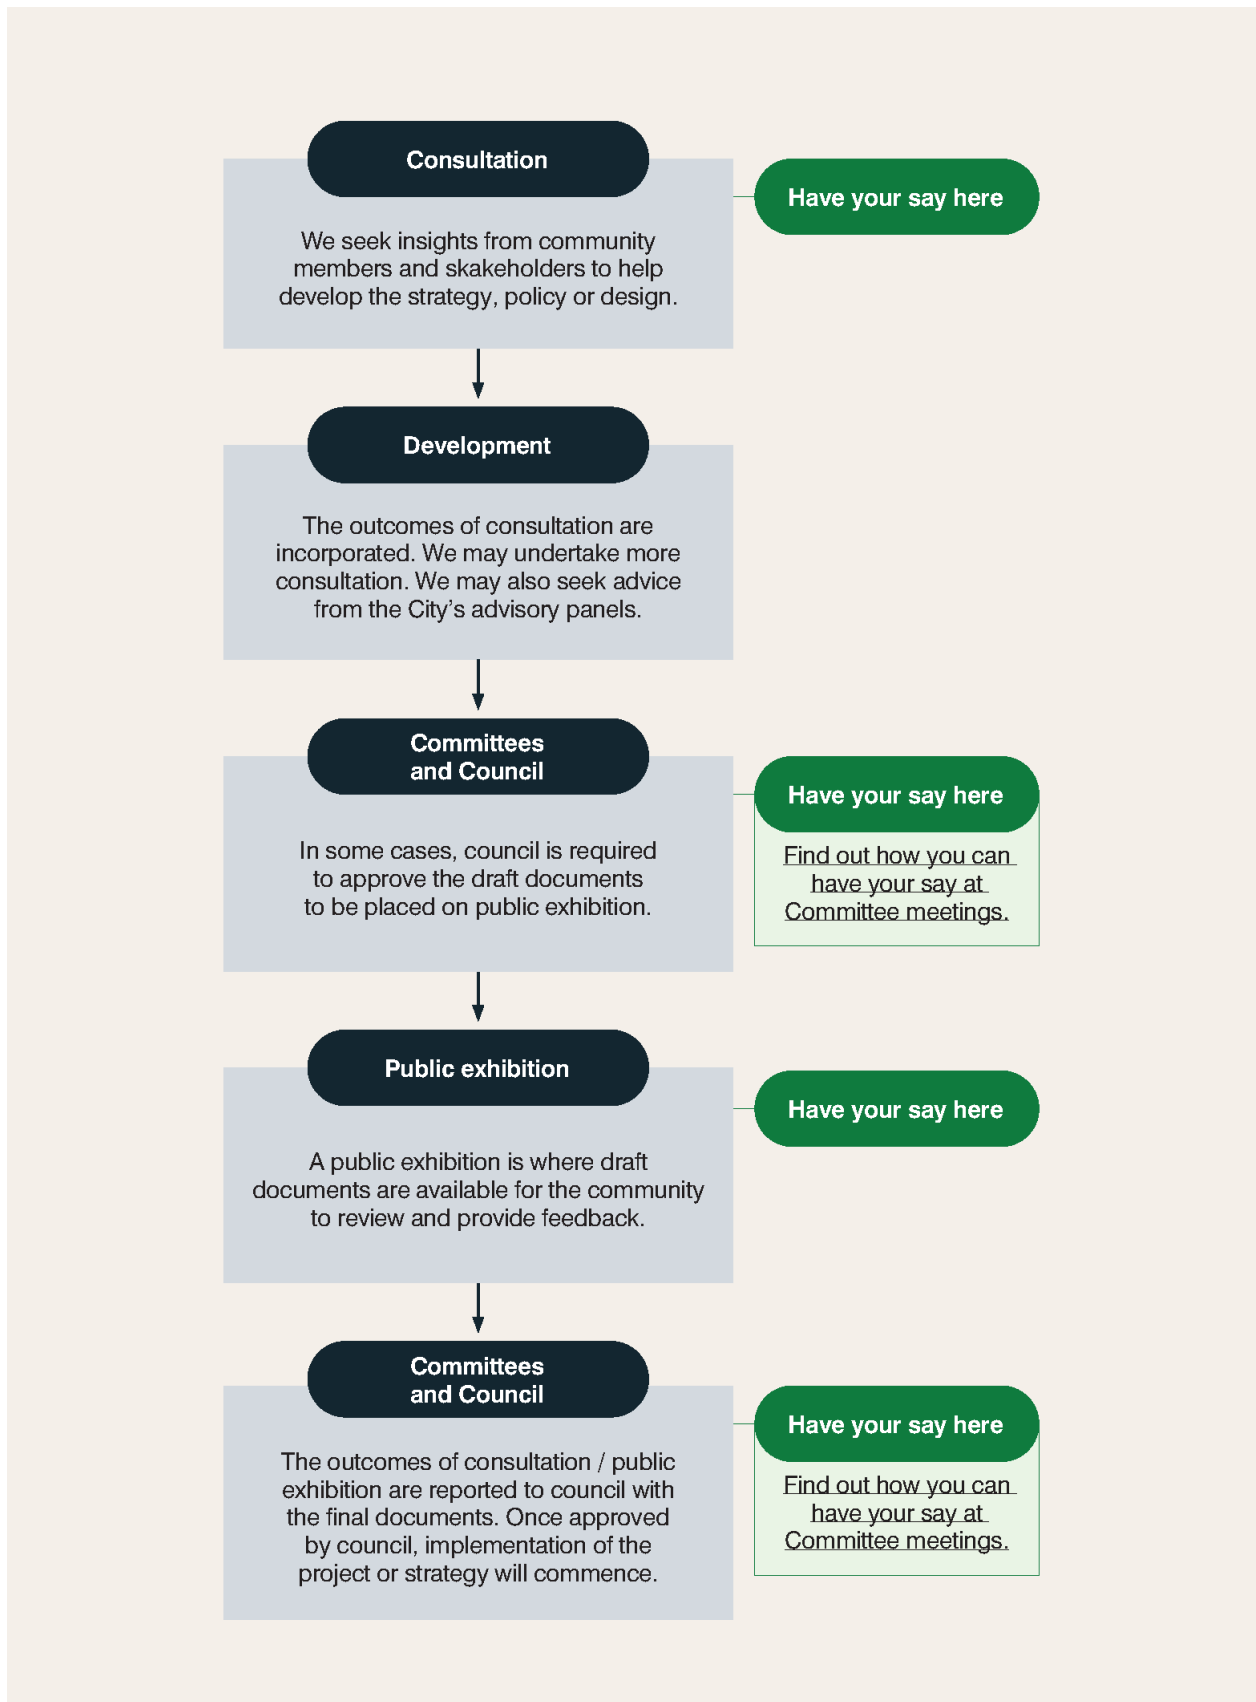 Consultation
Have your say here
We seek insights from community
members and skakeholders to help
develop the strategy, policy or design.
Development
The outcomes of consultation are
incorporated. We may undertake more
consultation. We may also seek advice
from the City’s advisory panels.
Committees
and Council
Have your say here
In some cases, council is required
to approve the draft documents
to be placed on public exhibition.
Find out how you can
have your say at
Committee meetings.
Public exhibition
Have your say here
A public exhibition is where draft
documents are available for the community
to review and provide feedback.
Committees
and Council
Have your say here
The outcomes of consultation / public
exhibition are reported to council with
the final documents. Once approved
by council, implementation of the
project or strategy will commence.
Find out how you can
have your say at
Committee meetings.